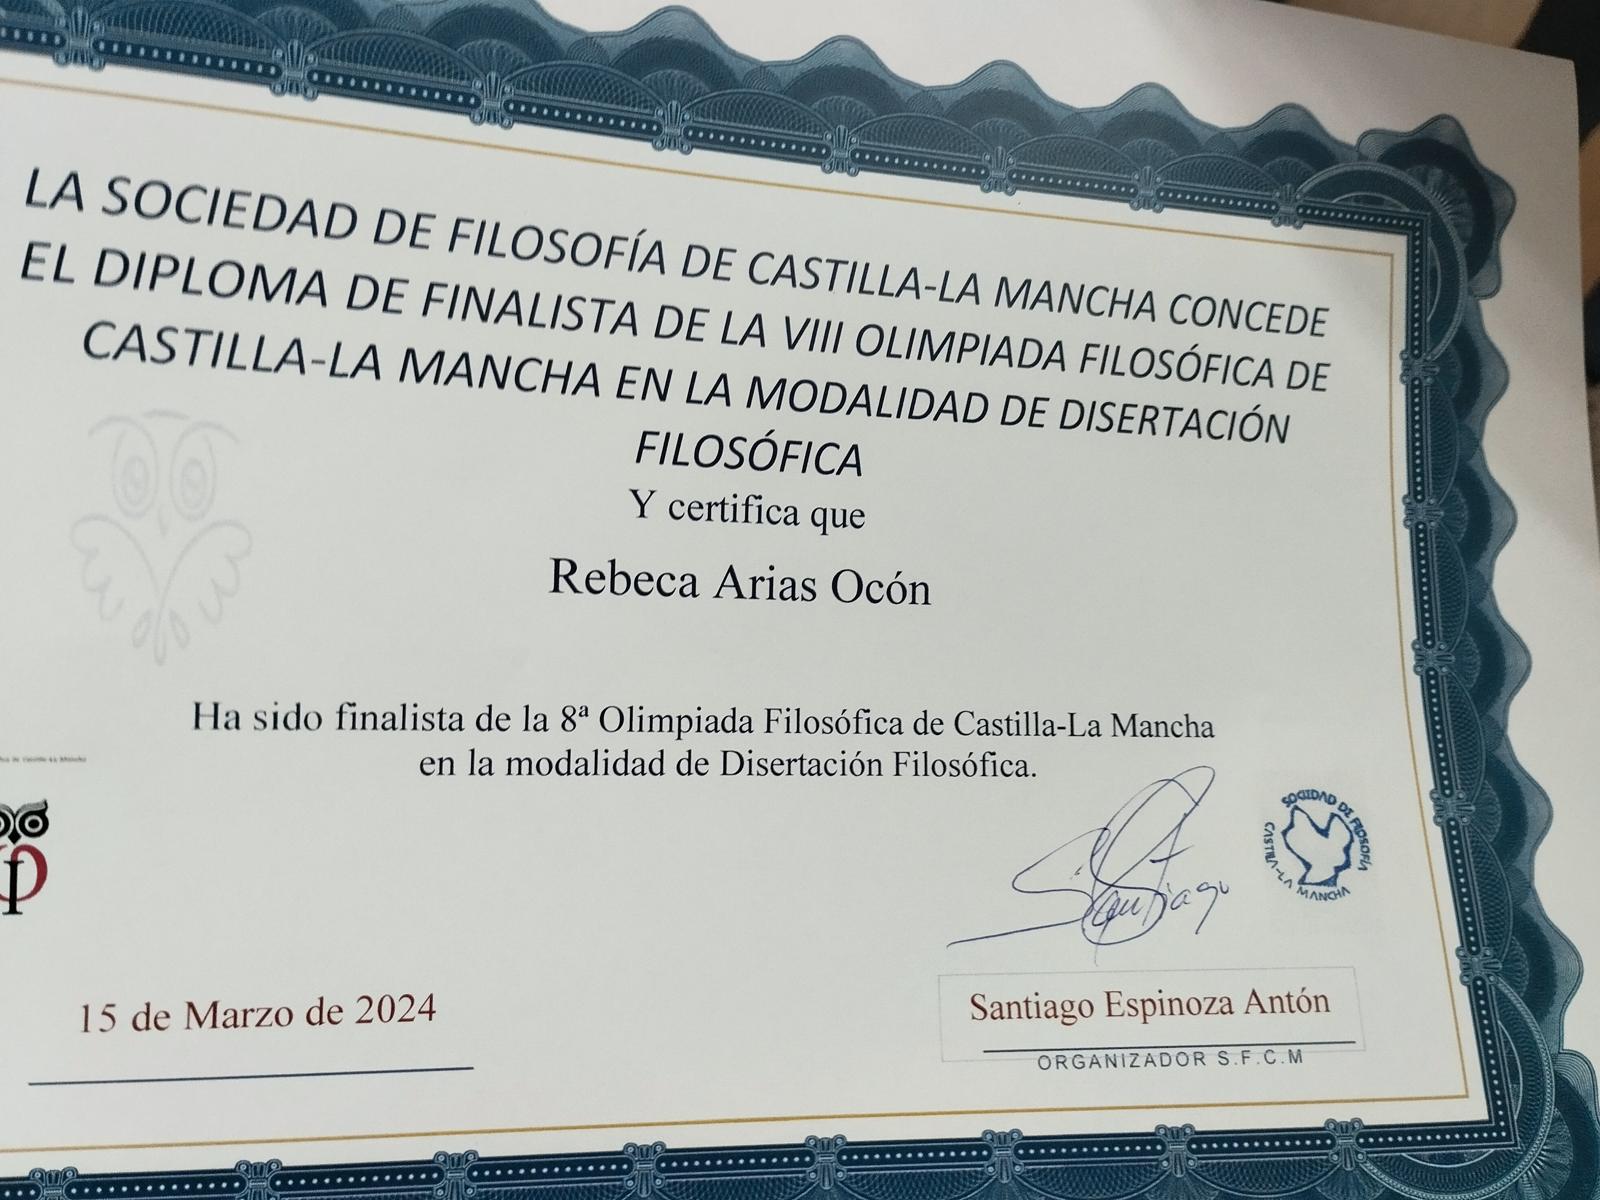 LA SOCIEDAD DE FILOSOFÍA DE CASTILLA-LA MANCHA CONCEDE
EL DIPLOMA DE FINALISTA DE LA VIII OLIMPIADA FILOSÓFICA DE
CASTILLA-LA MANCHA EN LA MODALIDAD DE DISERTACIÓN
FILOSÓFICA
Y certifica que
Rebeca Arias Ocón
Ha sido finalista de la 8ª Olimpiada Filosófica de Castilla-La Mancha
en la modalidad de Disertación Filosófica.
Santiago
SOCIEDAD DE FILOSOFÍA
CASTILLA-LA MANCHA
15 de Marzo de 2024
Santiago Espinoza Antón
ORGANIZADOR S.F.C.M